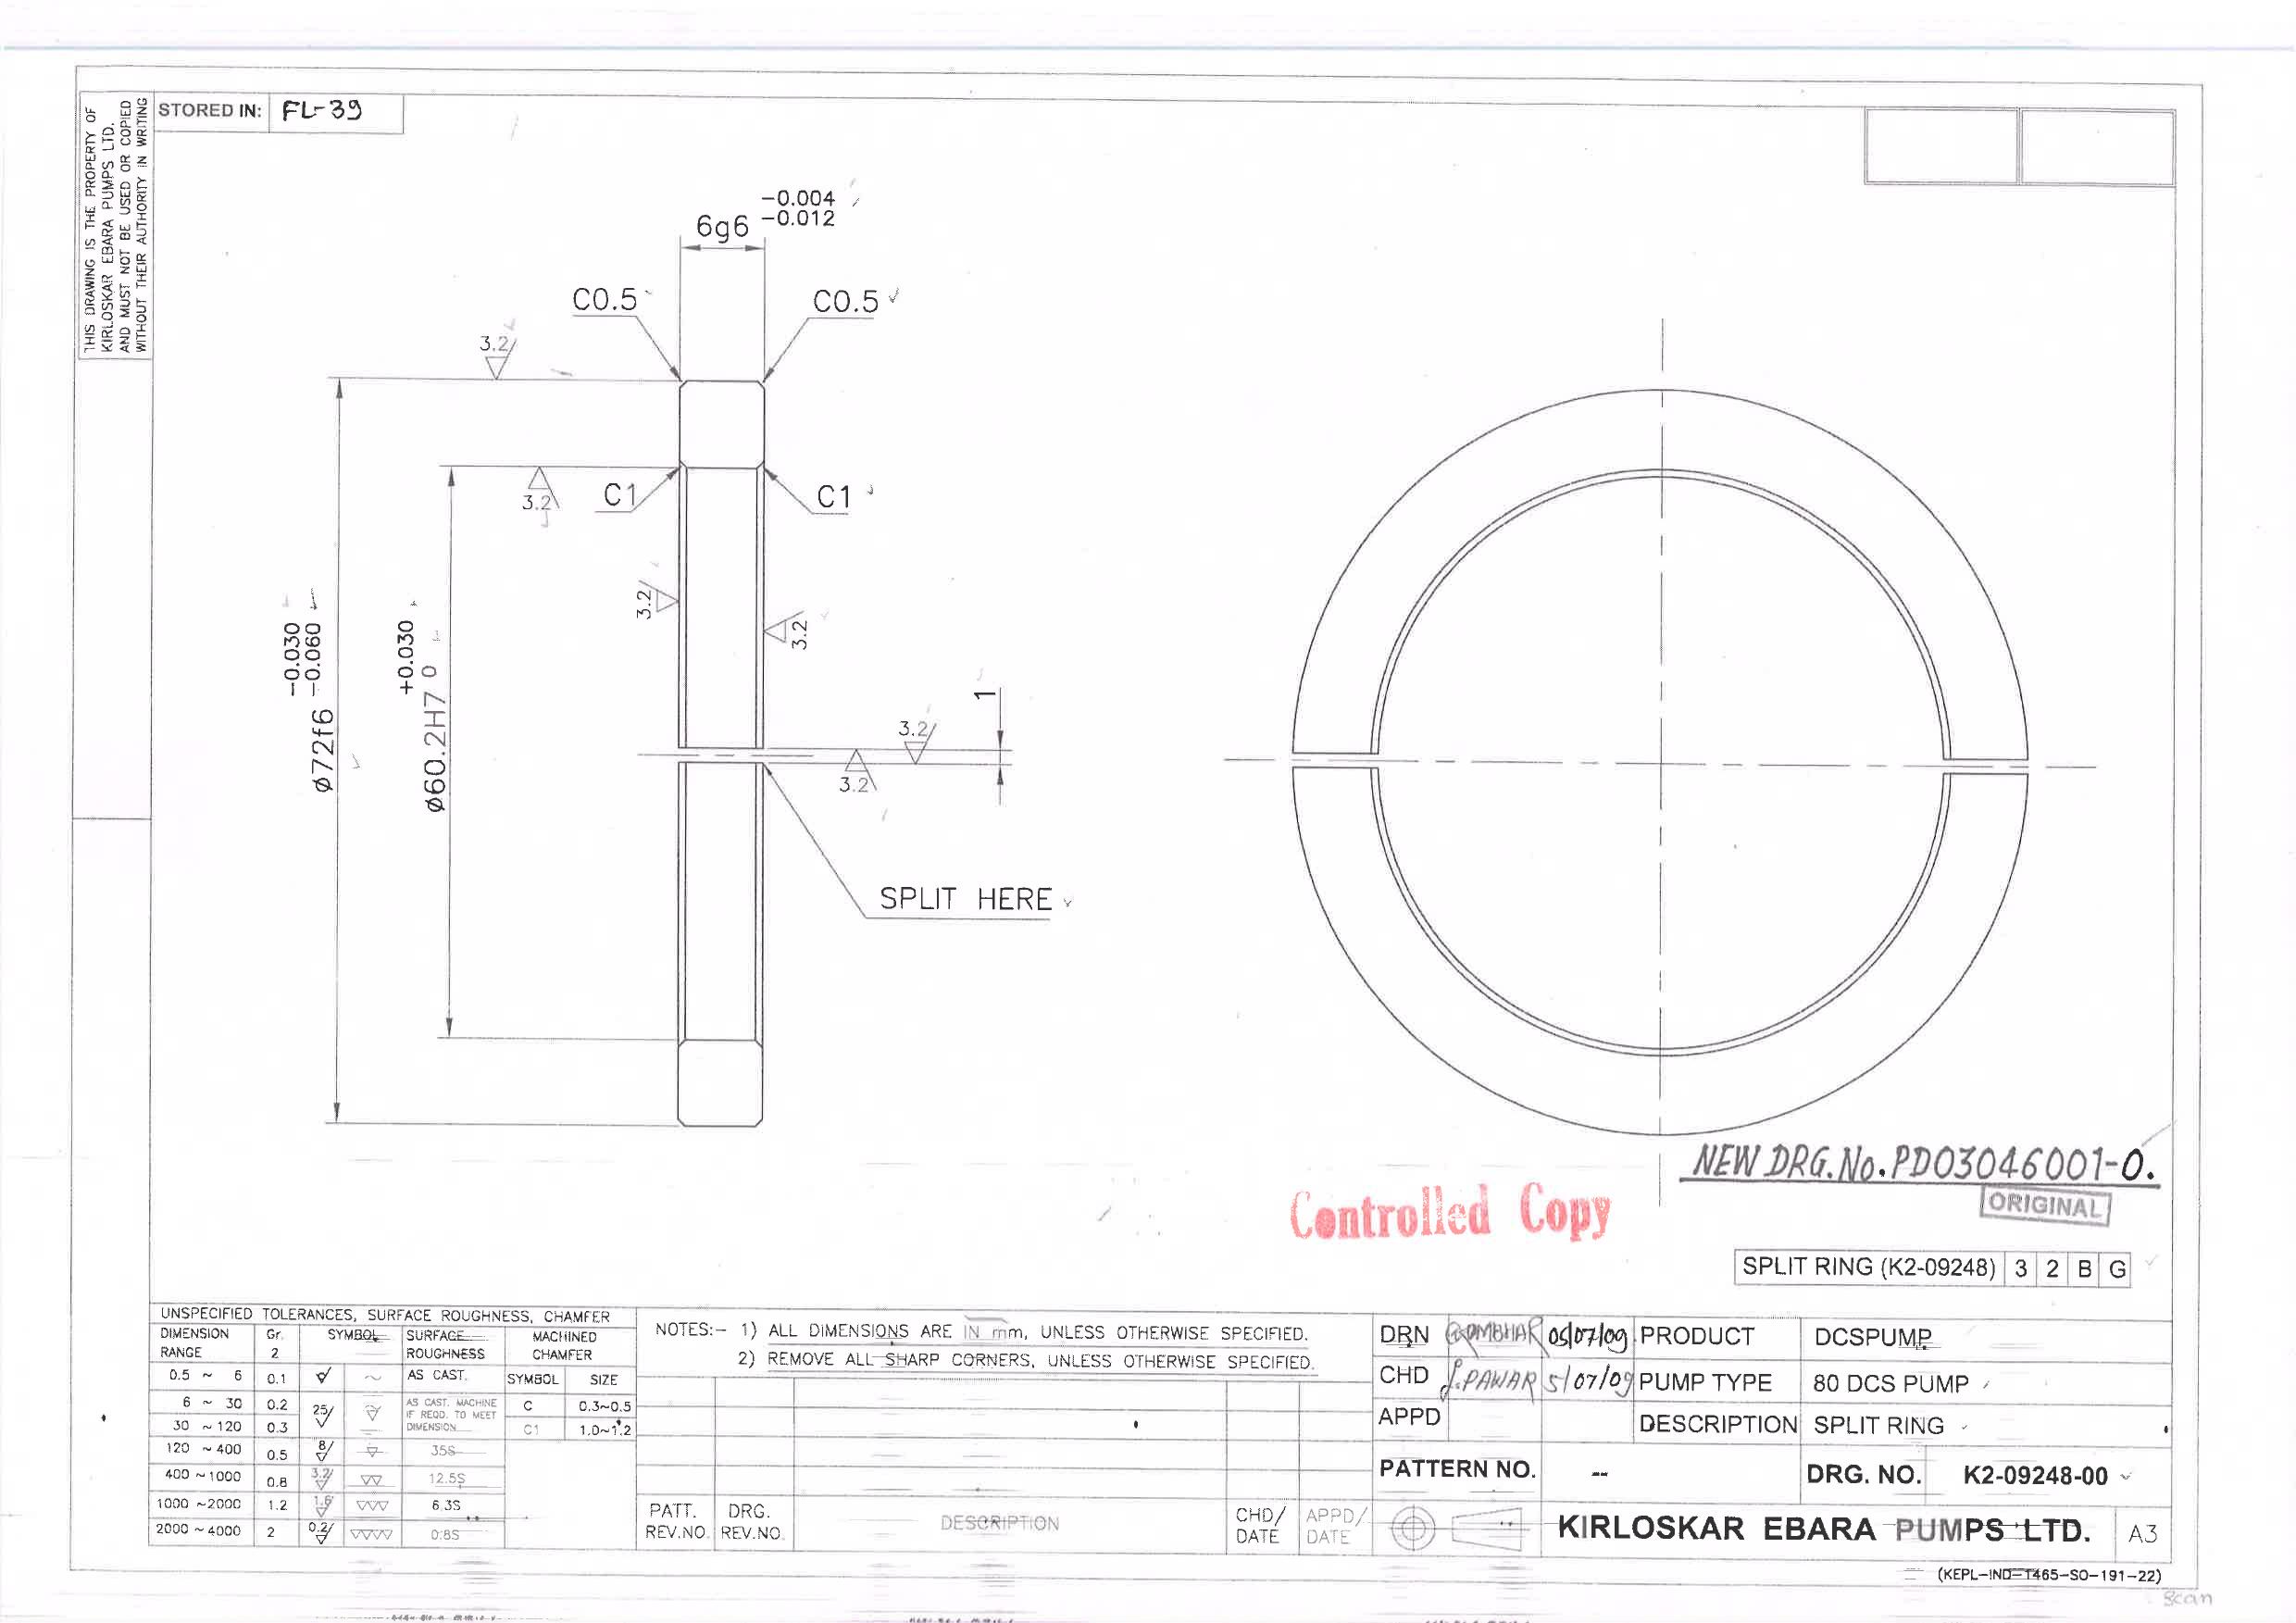 THIS DRAWING IS THE PROPERTY OF
KIRLOSKAR EBARA PUMPS LTD.
AND MUST NOT BE USED OR COPIED
WITHOUT THEIR AUTHORITY IN WRITING
STORED IN: FL-39
6g6 -0.004 -0.012
C0.5
C0.5
3.2
3.2
C1
C1
3.2
3.2
ø72f6 -0.030 -0.060
ø60.2H7 +0.030 0
1
3.2
3.2
SPLIT HERE
NEW DRG.No.PD03046001-0.
ORIGINAL
Controlled Copy
SPLIT RING (K2-09248) 3 2 B G
UNSPECIFIED TOLERANCES, SURFACE ROUGHNESS, CHAMFER
DIMENSION RANGE Gr. 2 SYMBOL SURFACE ROUGHNESS MACHINED CHAMFER
0.5 ~ 6 0.1 ~ AS CAST. SYMBOL SIZE
6 ~ 30 0.2 25 AS CAST. MACHINE IF REQD. TO MEET DIMENSION C 0.3~0.5
30 ~ 120 0.3 C1 1.0~1.2
120 ~ 400 0.5 8 35S
400 ~ 1000 0.8 3.2 12.5S
1000 ~2000 1.2 1.6 6.3S
2000 ~ 4000 2 0.2 0.8S
NOTES:- 1) ALL DIMENSIONS ARE IN mm, UNLESS OTHERWISE SPECIFIED.
2) REMOVE ALL SHARP CORNERS, UNLESS OTHERWISE SPECIFIED.
PATT. REV.NO. DRG. REV.NO. DESCRIPTION CHD/ DATE APPD/ DATE
DRN 05/07/09 PRODUCT DCSPUMP
CHD PAWAR 5/07/09 PUMP TYPE 80 DCS PUMP
APPD DESCRIPTION SPLIT RING
PATTERN NO. -- DRG. NO. K2-09248-00
KIRLOSKAR EBARA PUMPS LTD. A3
(KEPL-IND-T465-SO-191-22)
Scan